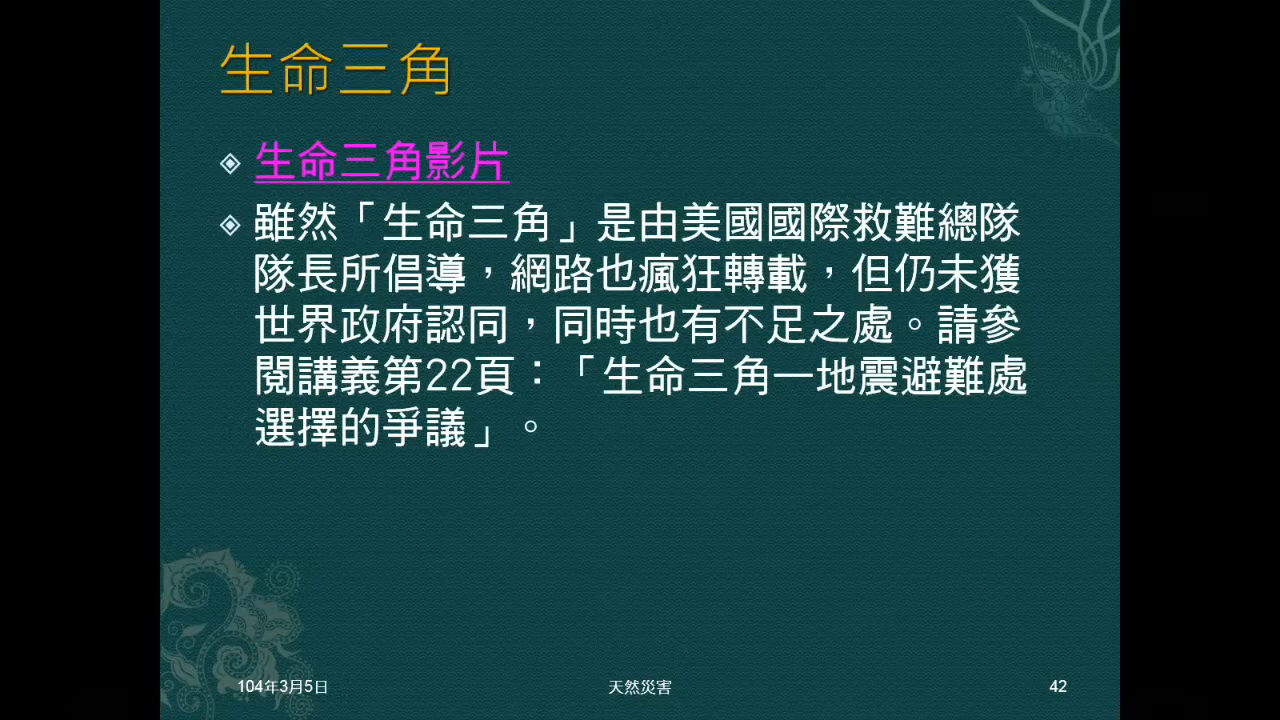 生命三角
生命三角影片
雖然「生命三角」是由美國國際救難總隊
隊長所倡導，網路也瘋狂轉載，但仍未獲
世界政府認同，同時也有不足之處。請參
閱講義第22頁：「生命三角—地震避難處
選擇的爭議」。
104年3月5日
天然災害
42